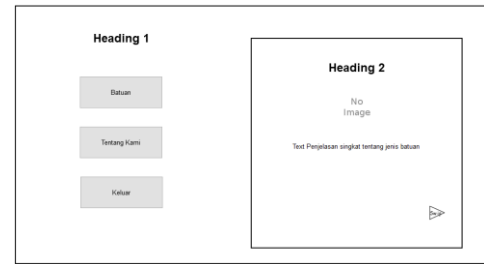 Heading 1
Batuan
Tentang Kami
Keluar
Heading 2
No
Image
Text Penjelasan singkat tentang jenis batuan